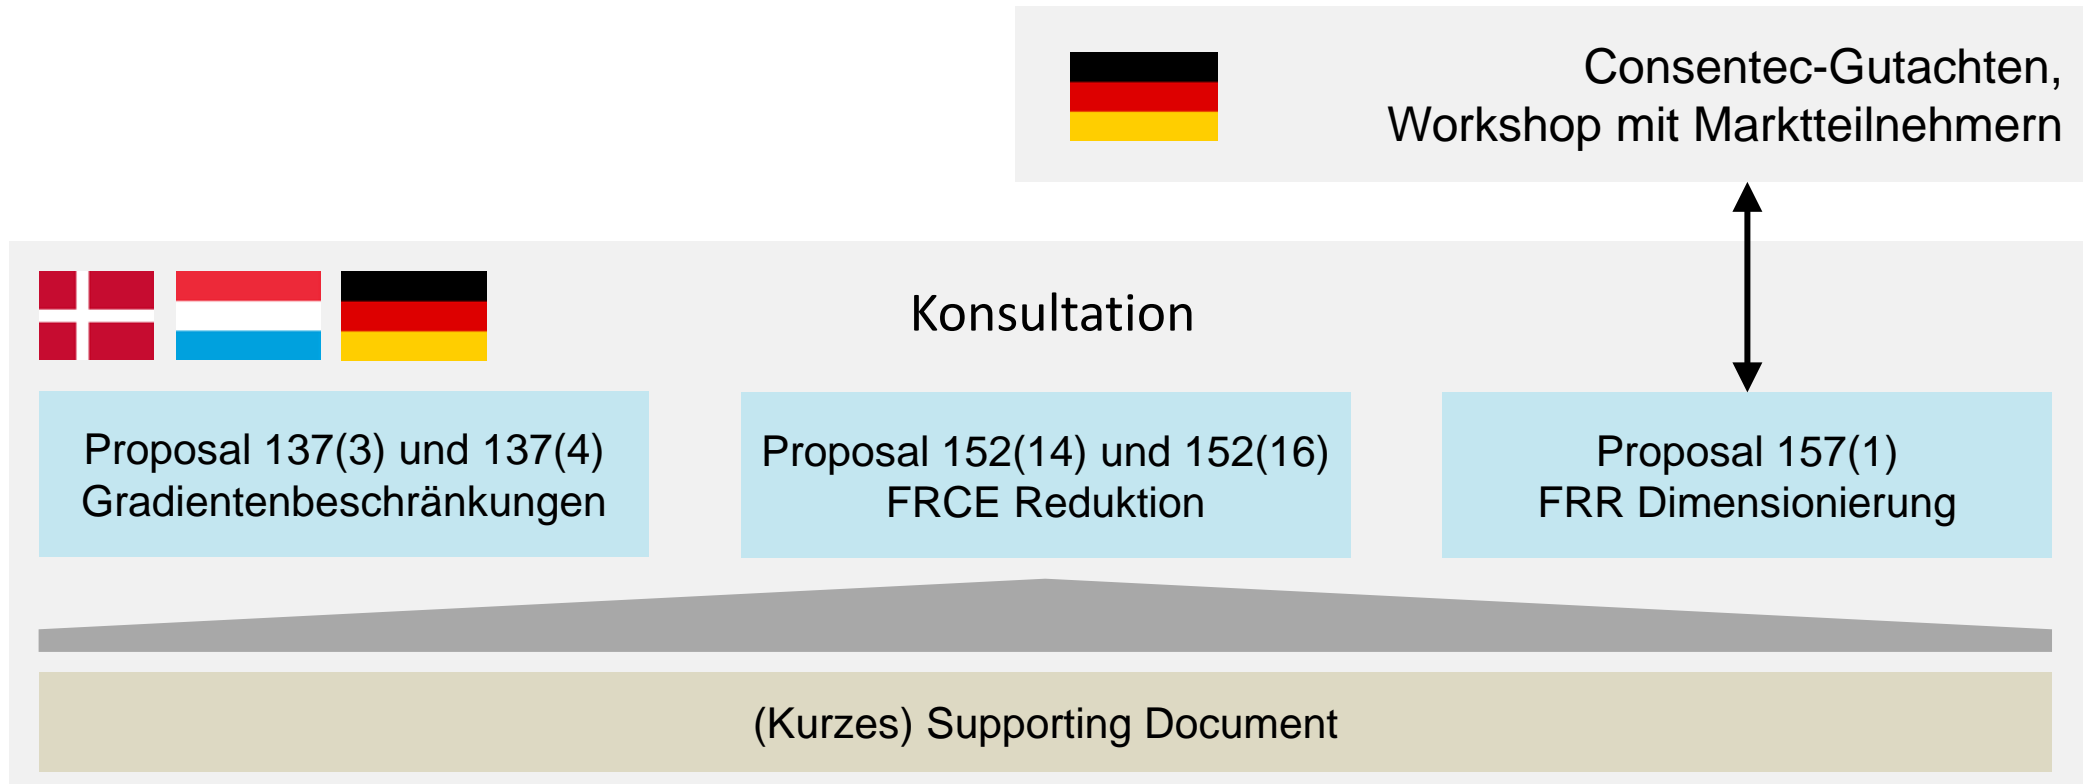 Consentec-Gutachten,
Workshop mit Marktteilnehmern
Konsultation
Proposal 137(3) und 137(4)
Gradientenbeschränkungen
Proposal 152(14) und 152(16)
FRCE Reduktion
Proposal 157(1)
FRR Dimensionierung
(Kurzes) Supporting Document